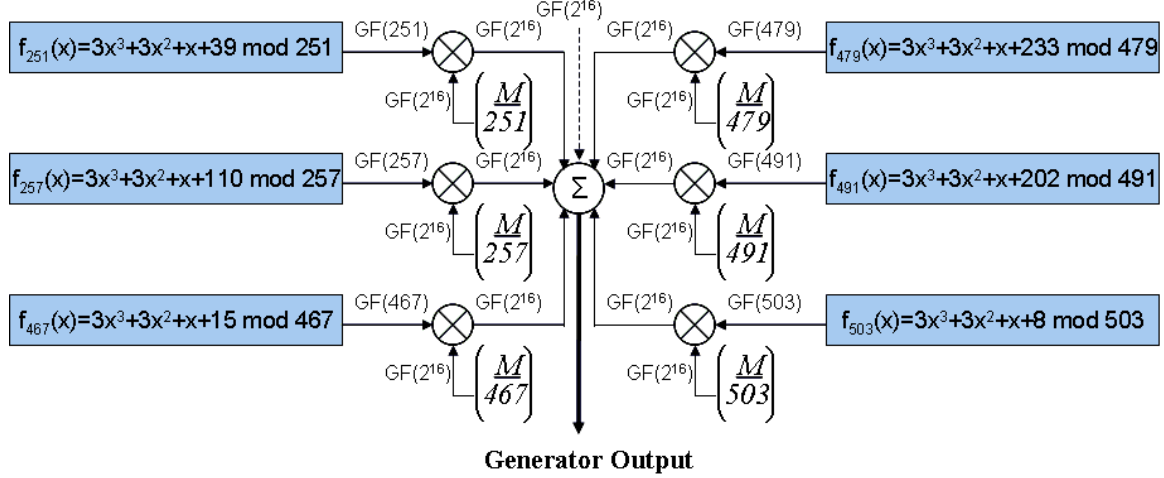 GF(2¹⁶)
f₂₅₁(x)=3x³+3x²+x+39 mod 251
GF(251)
GF(2¹⁶)
GF(2¹⁶)
(M/251)
GF(2¹⁶)
GF(479)
GF(2¹⁶)
(M/479)
f₄₇₉(x)=3x³+3x²+x+233 mod 479
f₂₅₇(x)=3x³+3x²+x+110 mod 257
GF(257)
GF(2¹⁶)
GF(2¹⁶)
(M/257)
Σ
GF(2¹⁶)
GF(491)
GF(2¹⁶)
(M/491)
f₄₉₁(x)=3x³+3x²+x+202 mod 491
f₄₆₇(x)=3x³+3x²+x+15 mod 467
GF(467)
GF(2¹⁶)
GF(2¹⁶)
(M/467)
GF(2¹⁶)
GF(503)
GF(2¹⁶)
(M/503)
f₅₀₃(x)=3x³+3x²+x+8 mod 503
Generator Output